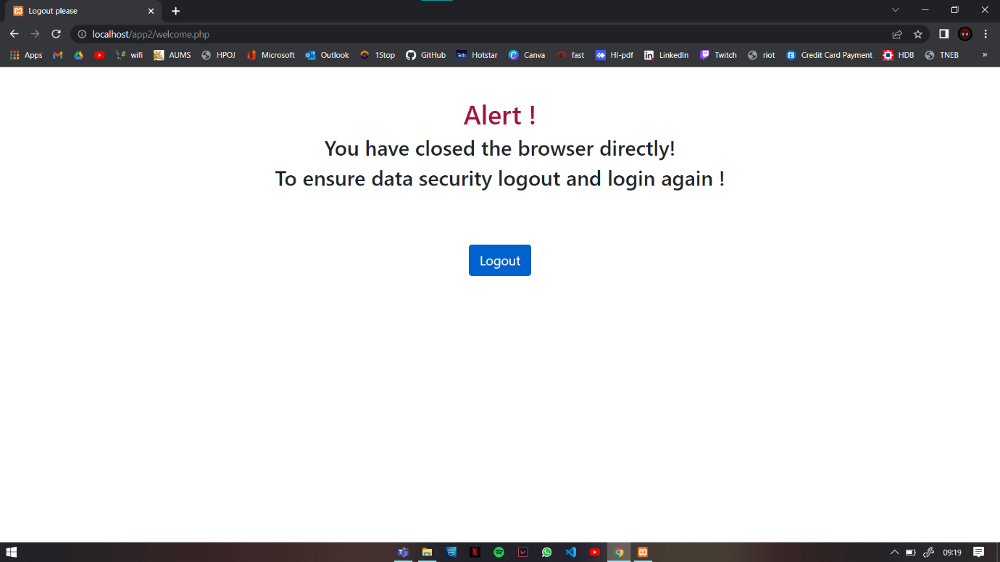 Logout please
localhost/app2/welcome.php
Apps wifi AUMS HPOJ Microsoft Outlook 1Stop GitHub Hotstar Canva fast HI-pdf LinkedIn Twitch riot Credit Card Payment HDB TNEB »
Alert !
You have closed the browser directly!
To ensure data security logout and login again !
Logout
09:19